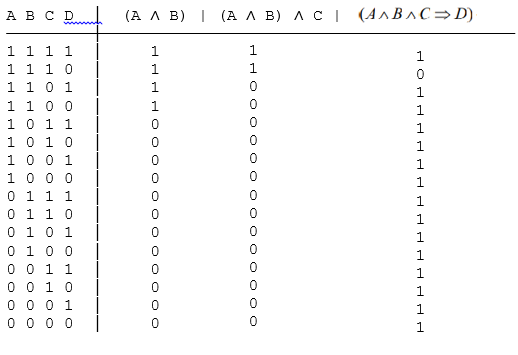 A B C D | (A ∧ B) | (A ∧ B) ∧ C | (A∧B∧C⇒D)
1 1 1 1 | 1 1 1
1 1 1 0 | 1 1 0
1 1 0 1 | 1 0 1
1 1 0 0 | 1 0 1
1 0 1 1 | 0 0 1
1 0 1 0 | 0 0 1
1 0 0 1 | 0 0 1
1 0 0 0 | 0 0 1
0 1 1 1 | 0 0 1
0 1 1 0 | 0 0 1
0 1 0 1 | 0 0 1
0 1 0 0 | 0 0 1
0 0 1 1 | 0 0 1
0 0 1 0 | 0 0 1
0 0 0 1 | 0 0 1
0 0 0 0 | 0 0 1